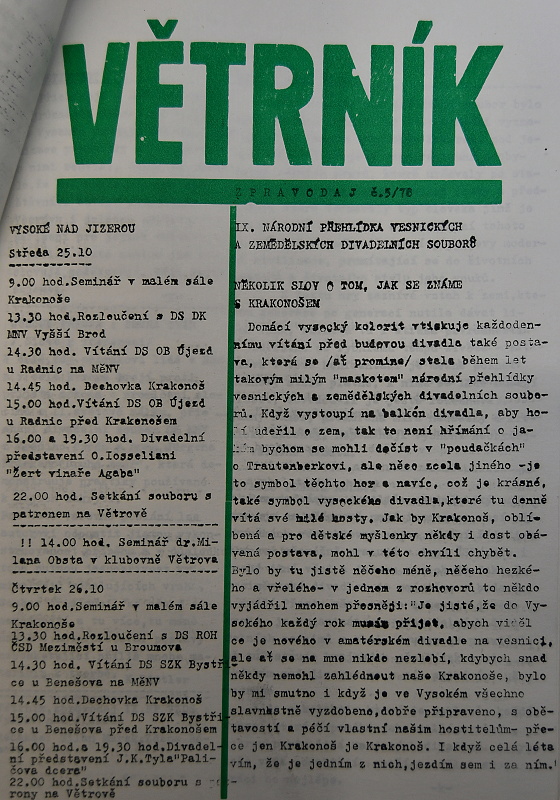 VĚTRNÍK
ZPRAVODAJ č.5/78
VYSOKÉ NAD JIZEROU
Středa 25.10
9.00 hod.Seminář v malém sále
Krakonoše
13.30 hod.Rozloučení s DS DK
MNV Vyšší Brod
14.30 hod. Vítání DS OB Újezd
u Radnic na MěNV
14.45 hod. Dechovka Krakonoš
15.00 hod.Vítání DS OB Újezd
u Radnic před Krakonošem
16.00 a 19.30 hod. Divadelní
představení O.Iosseliani
"Žert vinaře Agaba"
22.00 hod. Setkání souboru s
patronem na Větrově
!! 14.00 hod. Seminář dr.Mi-
lana Obsta v klubovně Větrova
Čtvrtek 26.10
9.00 hod.Seminář v malém sále
Krakonoše
13.30 hod.Rozloučení s DS ROH
ČSD Meziměstí u Broumova
14.30 hod. Vítání DS SZK Bystři-
ce u Benešova na MěNV
14.45 hod.Dechovka Krakonoš
15.00 hod.Vítání DS SZK Bystři-
ce u Benešova před Krakonošem
16.00 hod.a 19.30 hod.Divadel-
ní představení J.K.Tyla"Pali-
čova dcera"
22.00 hod.Setkání souboru s pat-
rony na Větrově
IX. NÁRODNÍ PŘEHLÍDKA VESNICKÝCH
A ZEMĚDĚLSKÝCH DIVADELNÍCH SOUBORŮ
NĚKOLIK SLOV O TOM, JAK SE ZNÁME
S KRAKONOŠEM
Domácí vysocký kolorit vtiskuje každoden-
nímu vítání před budovou divadla také posta-
va, která se /ať promine/ stala během let
takovým milým "maskotem" národní přehlídky
vesnických a zemědělských divadelních soubo-
rů. Když vystoupí na balkón divadla, aby ho-
lí udeřil o zem, tak to není hřímání o ja-
kém bychom se mohli dočíst v "poudačkách"
o Trautenberkovi, ale něco zcela jiného -je
to symbol těchto hor a navíc, což je krásné,
také symbol vysockého divadla,které tu denně
vítá své milé hosty. Jak by Krakonoš, oblí-
bená a pro dětské myšlenky někdy i dost obá-
vaná postava, mohl v této chvíli chybět.
Bylo by tu jistě něčeho méně, něčeho hezké-
ho a vřelého- v jednom z rozhovorů to někdo
vyjádřil mnohem přesněji:"Je jisté,že do Vy-
sokého každý rok musím přijet, abych viděl
co je nového v amatérském divadle na vesnici,
ale ať se na mne nikdo nezlobí, kdybych snad
někdy nemohl zahlédnout naše Krakonoše, bylo
by mi smutno i když je ve Vysokém všechno
slavnostně vyzdobeno,dobře připraveno, s obě-
tavostí a péčí vlastní našim hostitelům- pře-
ce jen Krakonoš je Krakonoš. I když celá léta
vím, že je jedním z nich,jezdím sem i za ním.'